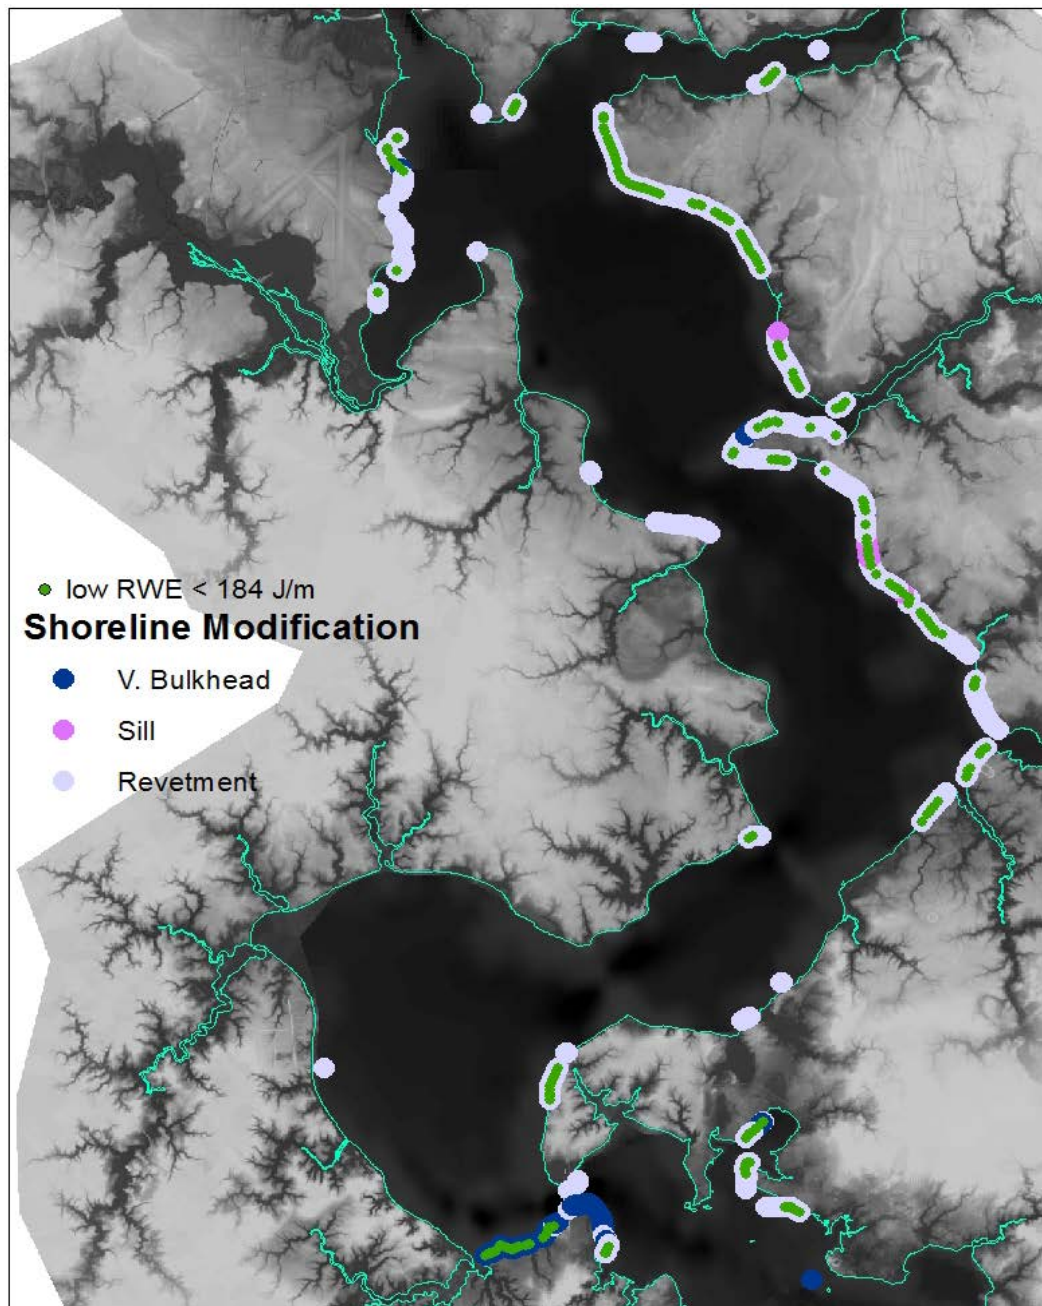 low RWE < 184 J/m
Shoreline Modification
V. Bulkhead
Sill
Revetment